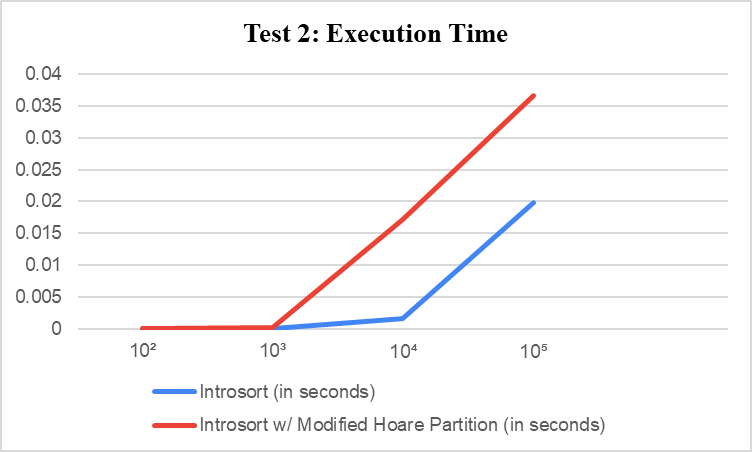 Test 2: Execution Time
0.04
0.035
0.03
0.025
0.02
0.015
0.01
0.005
0
10² 10³ 10⁴ 10⁵
Introsort (in seconds)
Introsort w/ Modified Hoare Partition (in seconds)